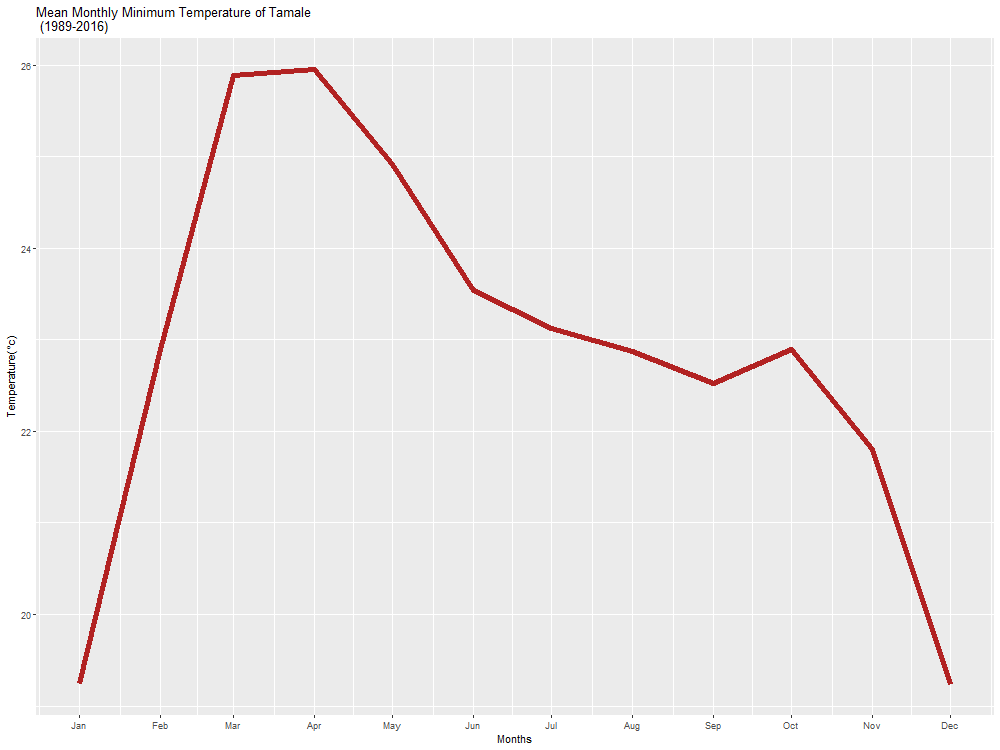 Mean Monthly Minimum Temperature of Tamale
(1989-2016)
26
24
22
20
Temperature(°c)
Jan Feb Mar Apr May Jun Jul Aug Sep Oct Nov Dec
Months